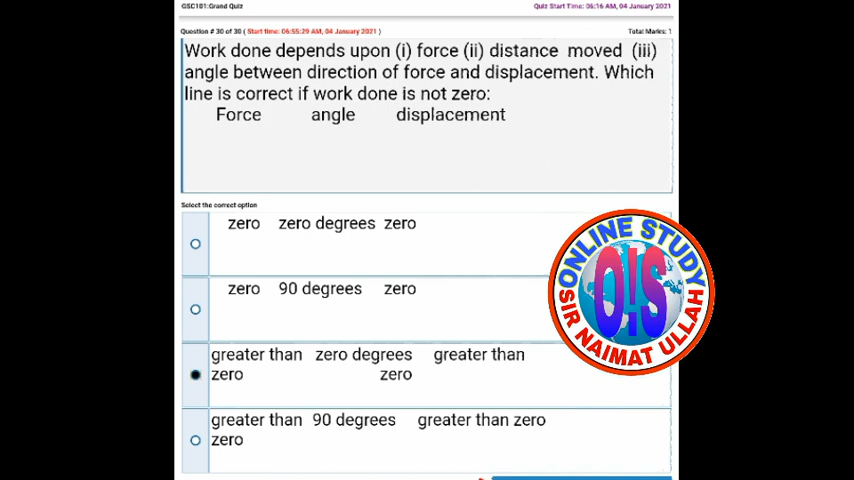 GSC101:Grand Quiz
Quiz Start Time: 06:16 AM, 04 January 2021
Question # 30 of 30 ( Start time: 06:55:29 AM, 04 January 2021 )
Total Marks: 1
Work done depends upon (i) force (ii) distance moved (iii)
angle between direction of force and displacement. Which
line is correct if work done is not zero:
Force angle displacement
Select the correct option
zero zero degrees zero
zero 90 degrees zero
greater than zero degrees greater than
zero zero
greater than 90 degrees greater than zero
zero
ONLINE STUDY
O!S
SIR NAIMAT ULLAH